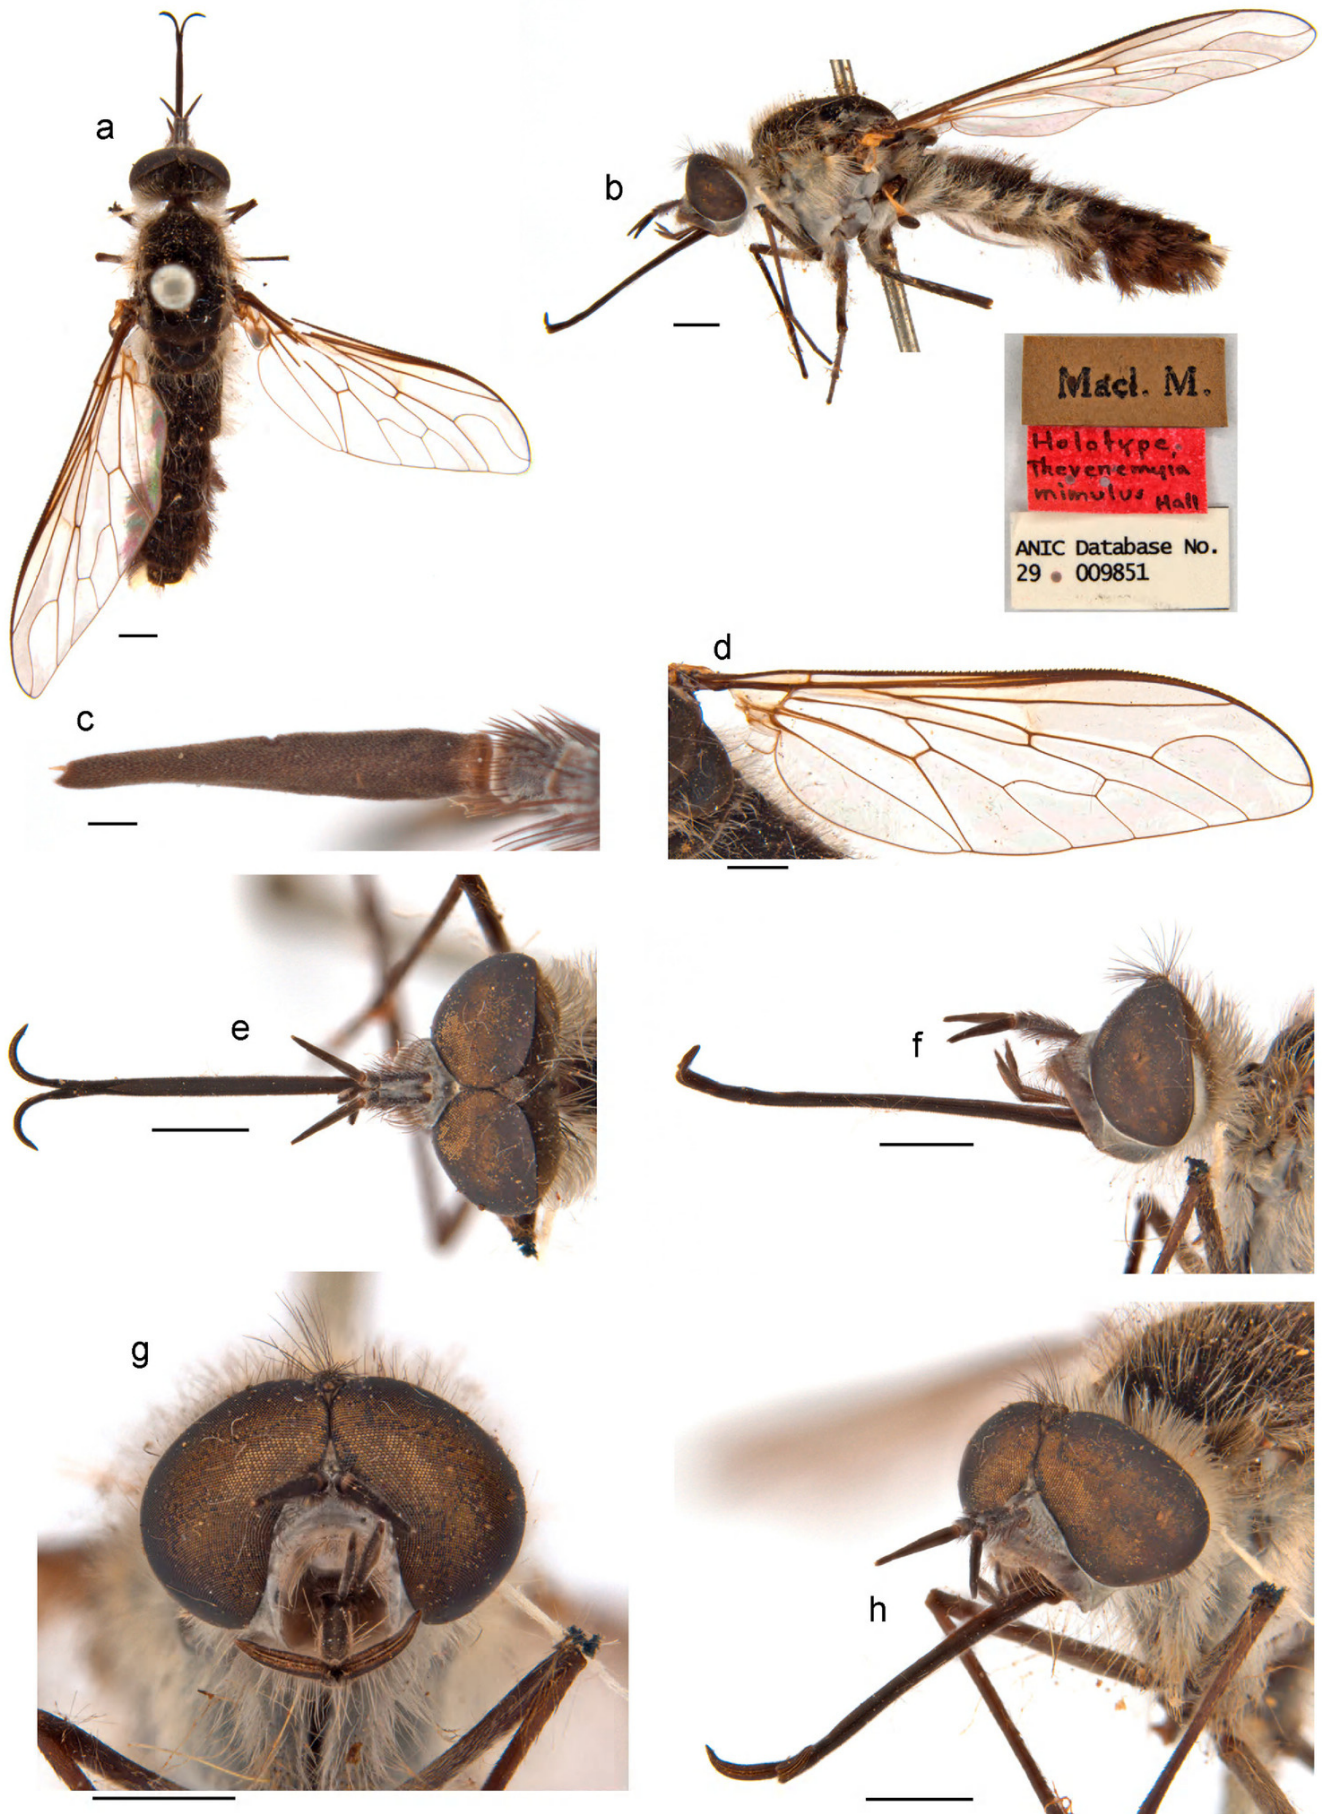 a
b
Macl. M.
Holotype,
Thevenemyia
mimulus Hall
ANIC Database No.
29 009851
c
d
e
f
g
h